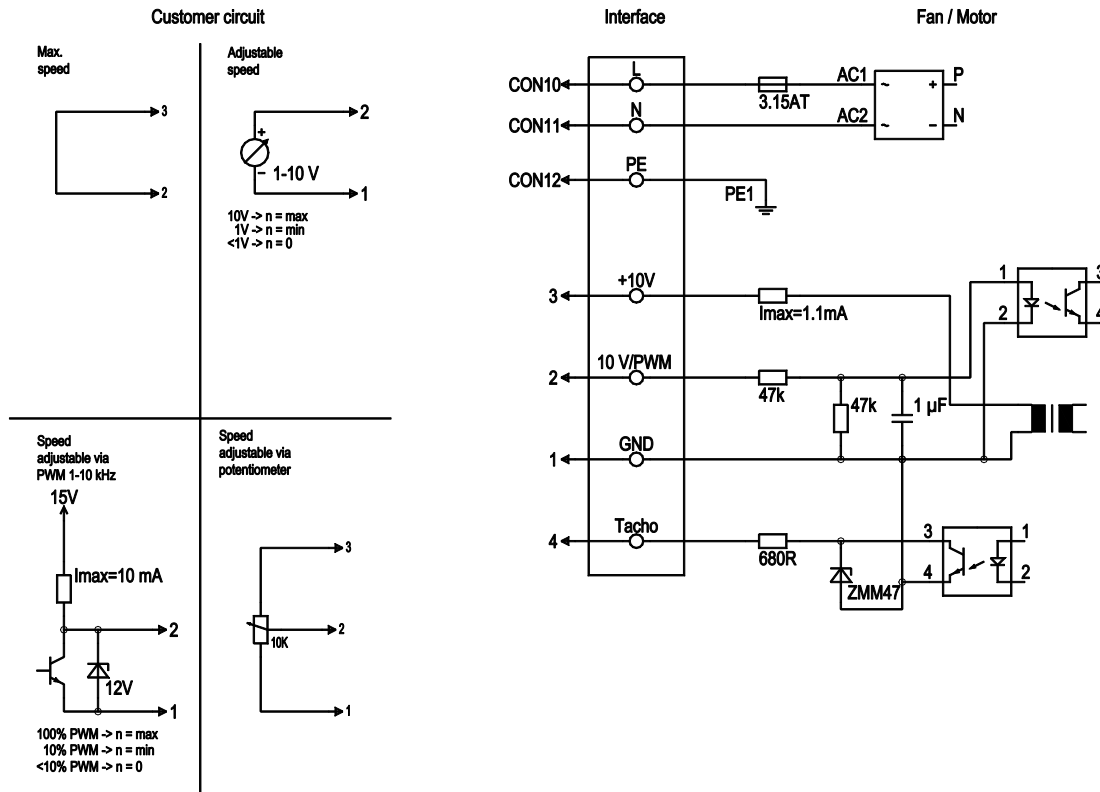 Customer circuit
Interface
Fan / Motor
Max.
speed
3
2
Adjustable
speed
2
+
1-10 V
−
1
10V -> n = max
1V -> n = min
<1V -> n = 0
Speed
adjustable via
PWM 1-10 kHz
15V
Imax=10 mA
2
12V
1
100% PWM -> n = max
10% PWM -> n = min
<10% PWM -> n = 0
Speed
adjustable via
potentiometer
3
2
10K
1
L
CON10
3.15AT
AC1
~ +
P
N
CON11
AC2
~ −
N
PE
CON12
PE1
+10V
3
Imax=1.1mA
1
2
3
4
10 V/PWM
2
47k
47k
1 µF
GND
1
Tacho
4
680R
ZMM47
3
4
1
2